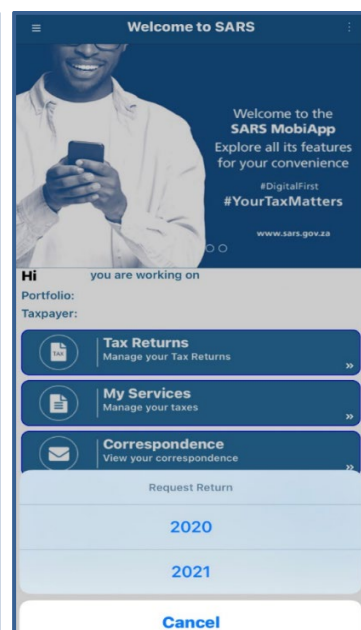 Welcome to SARS
Welcome to the
SARS MobiApp
Explore all its features
for your convenience
#DigitalFirst
#YourTaxMatters
www.sars.gov.za
Hi you are working on
Portfolio:
Taxpayer:
TAX
Tax Returns
Manage your Tax Returns
My Services
Manage your taxes
Correspondence
View your correspondence
Request Return
2020
2021
Cancel